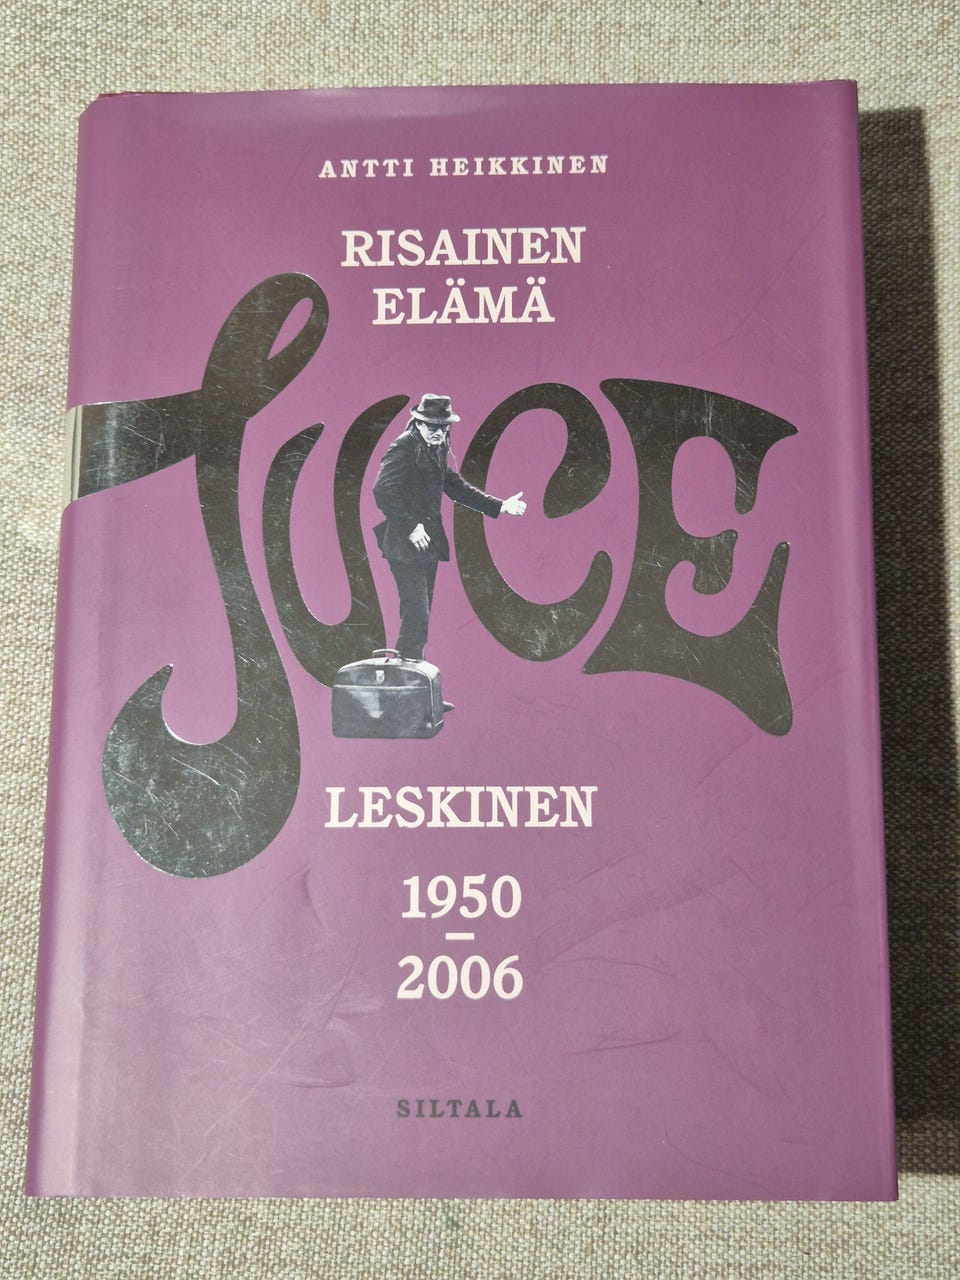 ANTTI HEIKKINEN
RISAINEN
ELÄMÄ
JUICE
LESKINEN
1950
–
2006
SILTALA